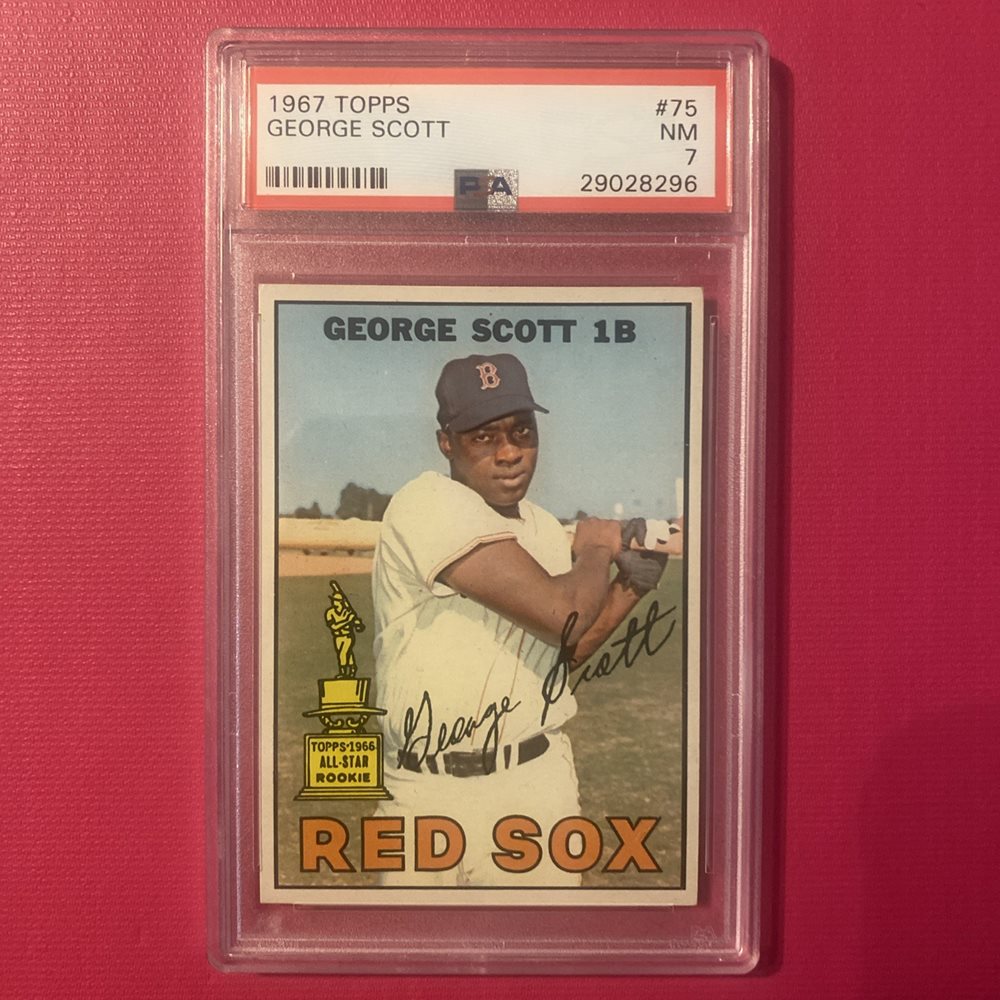 1967 TOPPS #75
GEORGE SCOTT NM
7
PSA 29028296
GEORGE SCOTT 1B
B
George Scott
TOPPS 1966
ALL-STAR
ROOKIE
RED SOX